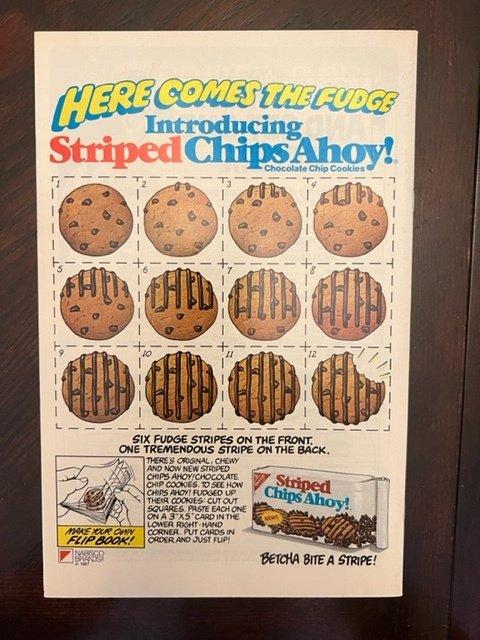 HERE COMES THE FUDGE
Introducing
Striped Chips Ahoy!®
Chocolate Chip Cookies
1 2 3 4
5 6 7 8
9 10 11 12
SIX FUDGE STRIPES ON THE FRONT.
ONE TREMENDOUS STRIPE ON THE BACK.
THERE'S ORIGINAL, CHEWY
AND NOW NEW STRIPED
CHIPS AHOY! CHOCOLATE
CHIP COOKIES. TO SEE HOW
CHIPS AHOY! FUDGED UP
THEIR COOKIES: CUT OUT
SQUARES. PASTE EACH ONE
ON A 3"X5" CARD IN THE
LOWER RIGHT-HAND
CORNER. PUT CARDS IN
ORDER AND JUST FLIP!
MAKE YOUR OWN
FLIP BOOK!
NABISCO
BRANDS
© 1987
Striped
Chips Ahoy!
NEW!
BETCHA BITE A STRIPE!